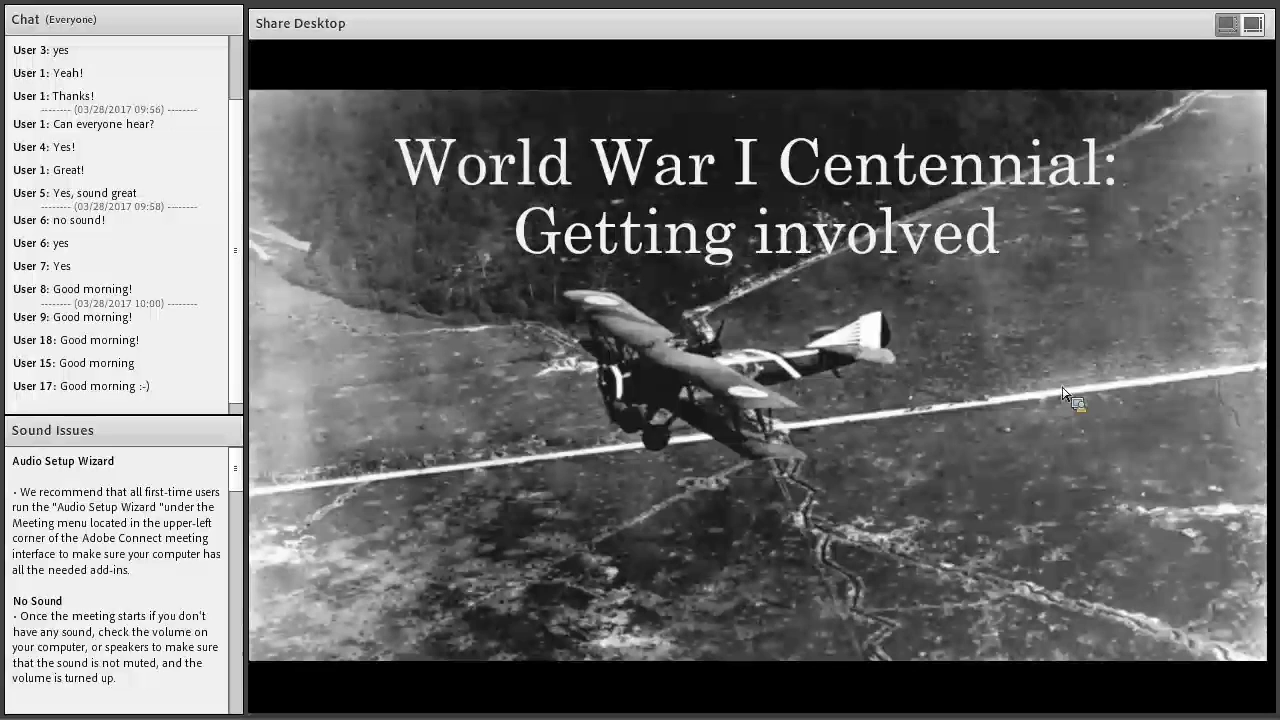 Chat (Everyone)
User 3: yes
User 1: Yeah!
User 1: Thanks!
-------- (03/28/2017 09:56) --------
User 1: Can everyone hear?
User 4: Yes!
User 1: Great!
User 5: Yes, sound great
-------- (03/28/2017 09:58) --------
User 6: no sound!
User 6: yes
User 7: Yes
User 8: Good morning!
-------- (03/28/2017 10:00) --------
User 9: Good morning!
User 18: Good morning!
User 15: Good morning
User 17: Good morning :-)
Sound Issues
Audio Setup Wizard
• We recommend that all first-time users
run the "Audio Setup Wizard "under the
Meeting menu located in the upper-left
corner of the Adobe Connect meeting
interface to make sure your computer has
all the needed add-ins.
No Sound
• Once the meeting starts if you don't
have any sound, check the volume on
your computer, or speakers to make sure
that the sound is not muted, and the
volume is turned up.
Share Desktop
World War I Centennial:
Getting involved